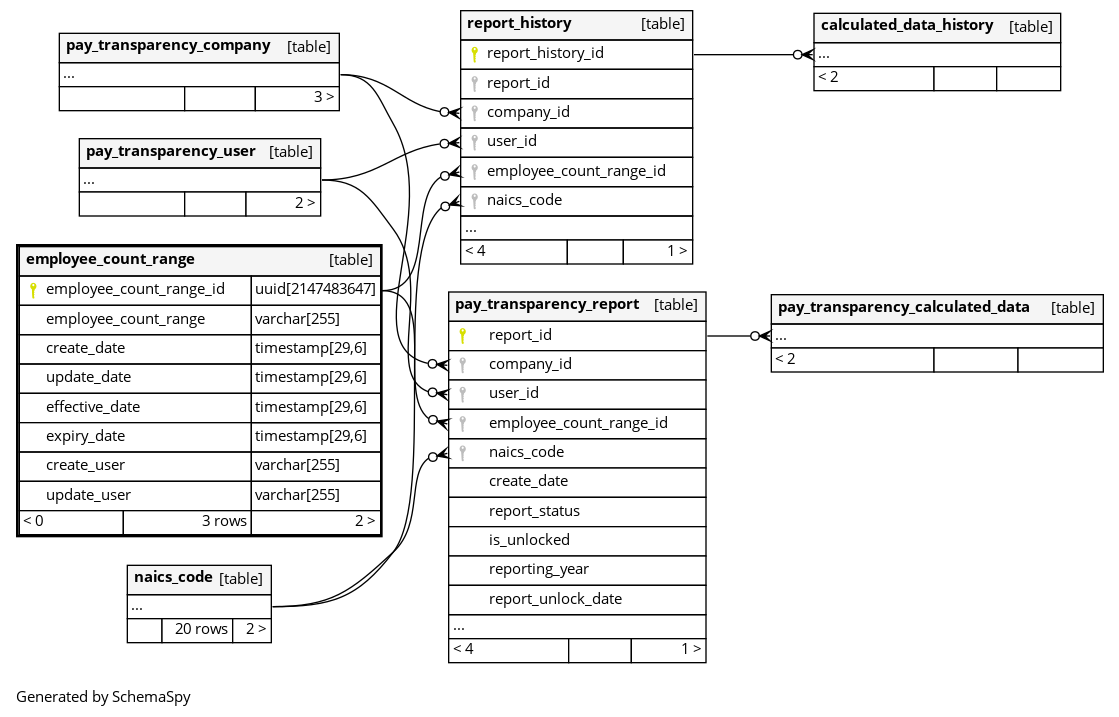 pay_transparency_company [table]
...
3 >
pay_transparency_user [table]
...
2 >
employee_count_range [table]
employee_count_range_id uuid[2147483647]
employee_count_range varchar[255]
create_date timestamp[29,6]
update_date timestamp[29,6]
effective_date timestamp[29,6]
expiry_date timestamp[29,6]
create_user varchar[255]
update_user varchar[255]
< 0 3 rows 2 >
naics_code [table]
...
20 rows 2 >
report_history [table]
report_history_id
report_id
company_id
user_id
employee_count_range_id
naics_code
...
< 4 1 >
pay_transparency_report [table]
report_id
company_id
user_id
employee_count_range_id
naics_code
create_date
report_status
is_unlocked
reporting_year
report_unlock_date
...
< 4 1 >
calculated_data_history [table]
...
< 2
pay_transparency_calculated_data [table]
...
< 2
Generated by SchemaSpy